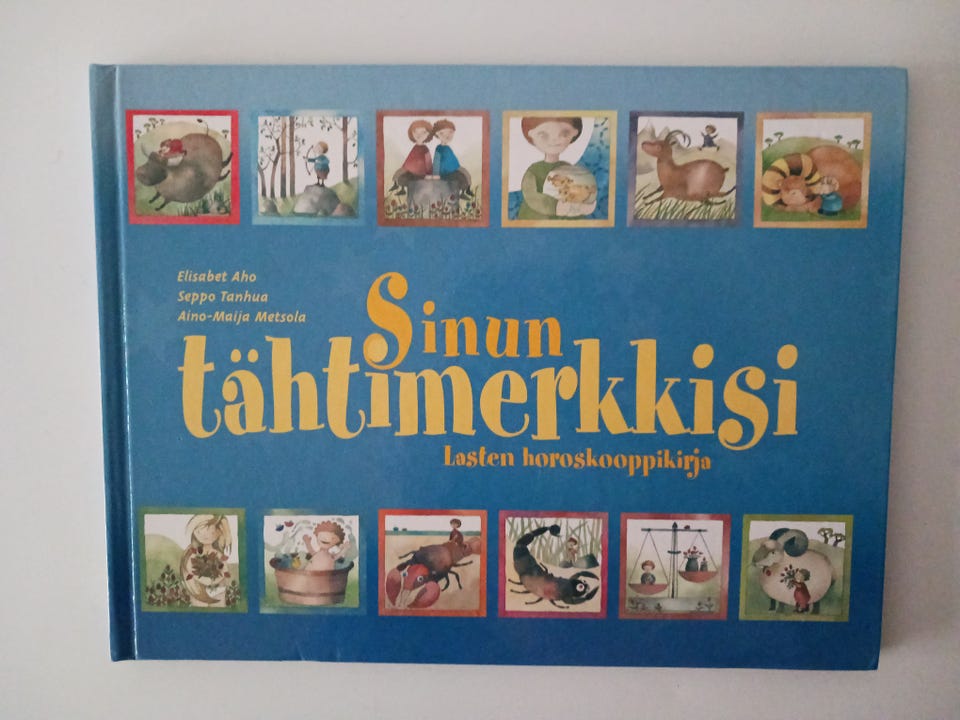 Elisabet Aho
Seppo Tanhua
Aino-Maija Metsola
Sinun
tähtimerkkisi
Lasten horoskooppikirja